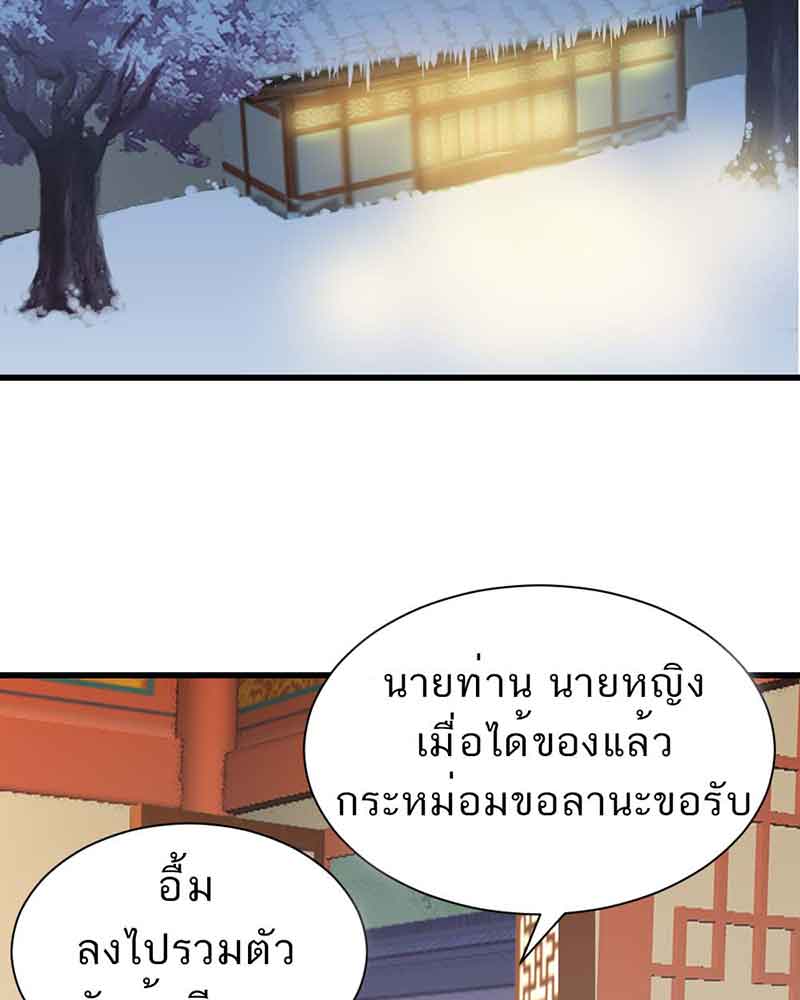 นายท่าน นายหญิง
เมื่อได้ของแล้ว
กระหม่อมขอลานะขอรับ
อื้ม
ลงไปรวมตัว